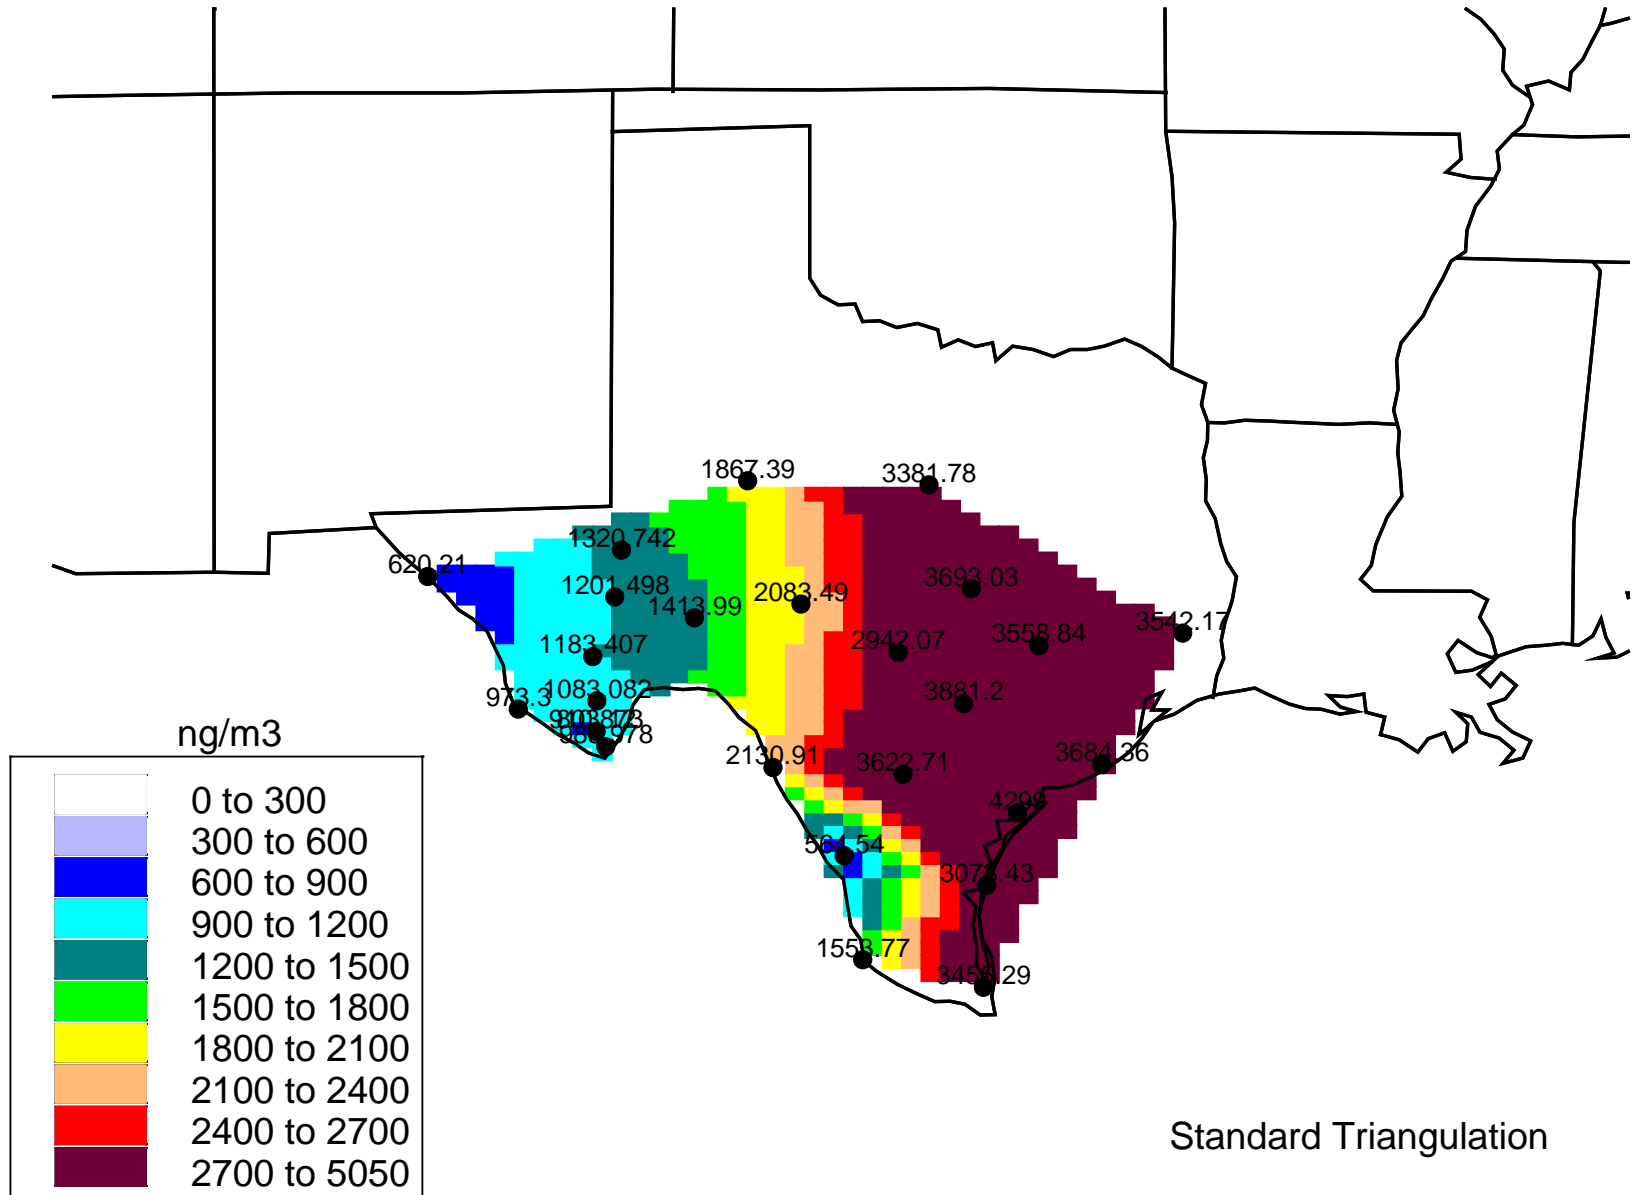 1867.39
3381.78
1320.742
620.21
1201.498
1413.99
2083.49
3693.03
3542.17
3558.84
2942.07
1183.407
1083.082
973.3
3881.2
2130.91
3622.71
3684.36
4299
564.54
3073.43
1553.77
ng/m3
0 to 300
300 to 600
600 to 900
900 to 1200
1200 to 1500
1500 to 1800
1800 to 2100
2100 to 2400
2400 to 2700
2700 to 5050
Standard Triangulation